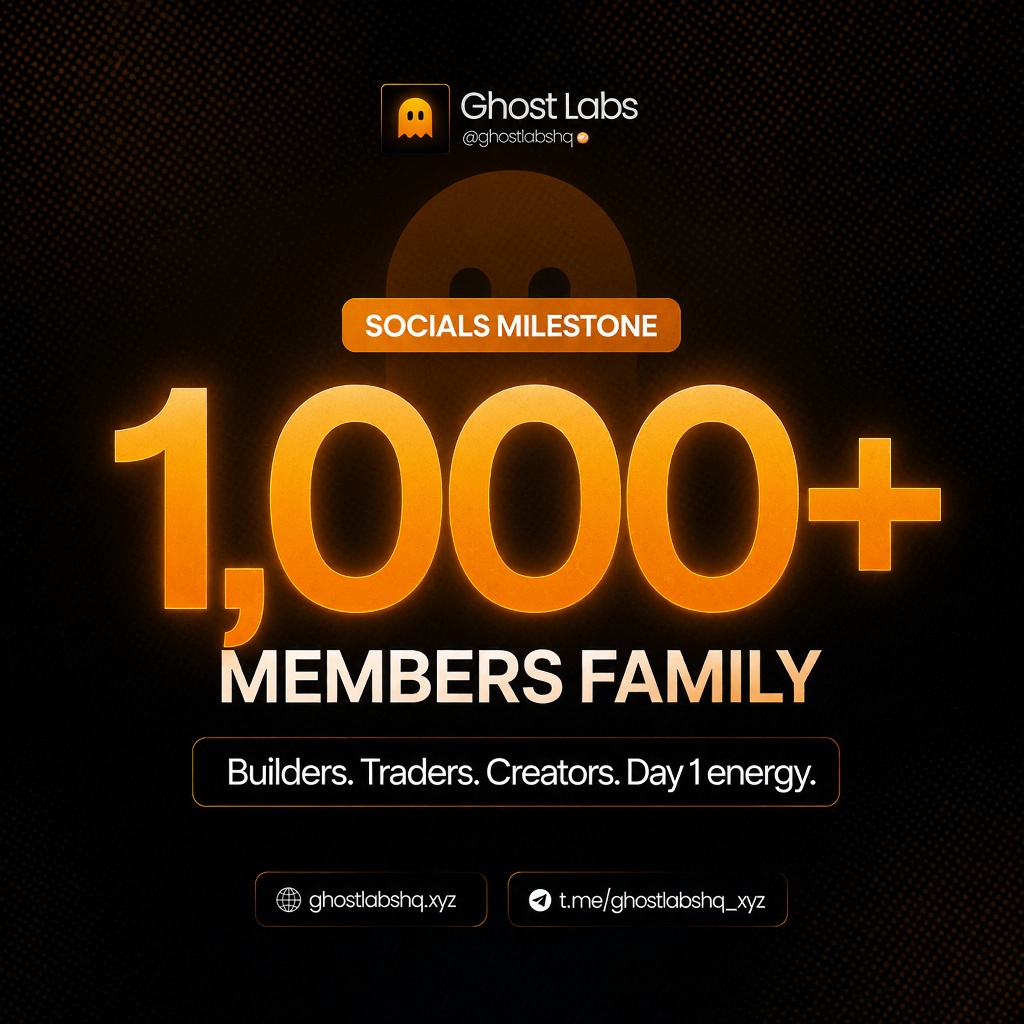 Ghost Labs
@ghostlabshq
SOCIALS MILESTONE
1,000+
MEMBERS FAMILY
Builders. Traders. Creators. Day 1 energy.
ghostlabshq.xyz
t.me/ghostlabshq_xyz